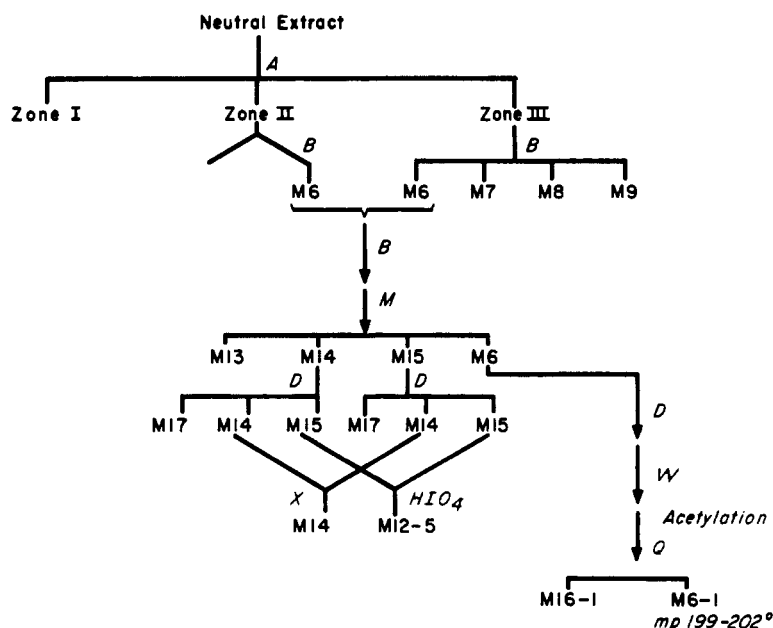 Neutral Extract
A
Zone I Zone II Zone III
B B
M6 M6 M7 M8 M9
B
M
M13 M14 M15 M6
D D D
M17 M14 M15 M17 M14 M15
W
X HIO4
M14 M12-5
Acetylation
Q
M16-1 M6-1
mp 199-202°